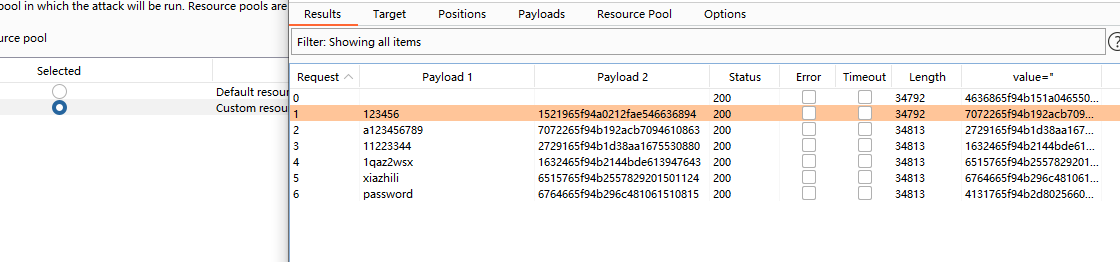 pool in which the attack will be run. Resource pools are
urce pool
Selected
Default resour
Custom resou
Results Target Positions Payloads Resource Pool Options
Filter: Showing all items
?
Request Payload 1 Payload 2 Status Error Timeout Length value="
0 200 34792 4636865f94b151a046550...
1 123456 1521965f94a0212fae546636894 200 34792 7072265f94b192acb709...
2 a123456789 7072265f94b192acb7094610863 200 34813 2729165f94b1d38aa167...
3 11223344 2729165f94b1d38aa1675530880 200 34813 1632465f94b2144bde61...
4 1qaz2wsx 1632465f94b2144bde613947643 200 34813 6515765f94b2557829201...
5 xiazhili 6515765f94b2557829201501124 200 34813 6764665f94b296c481061...
6 password 6764665f94b296c481061510815 200 34813 4131765f94b2d8025660...